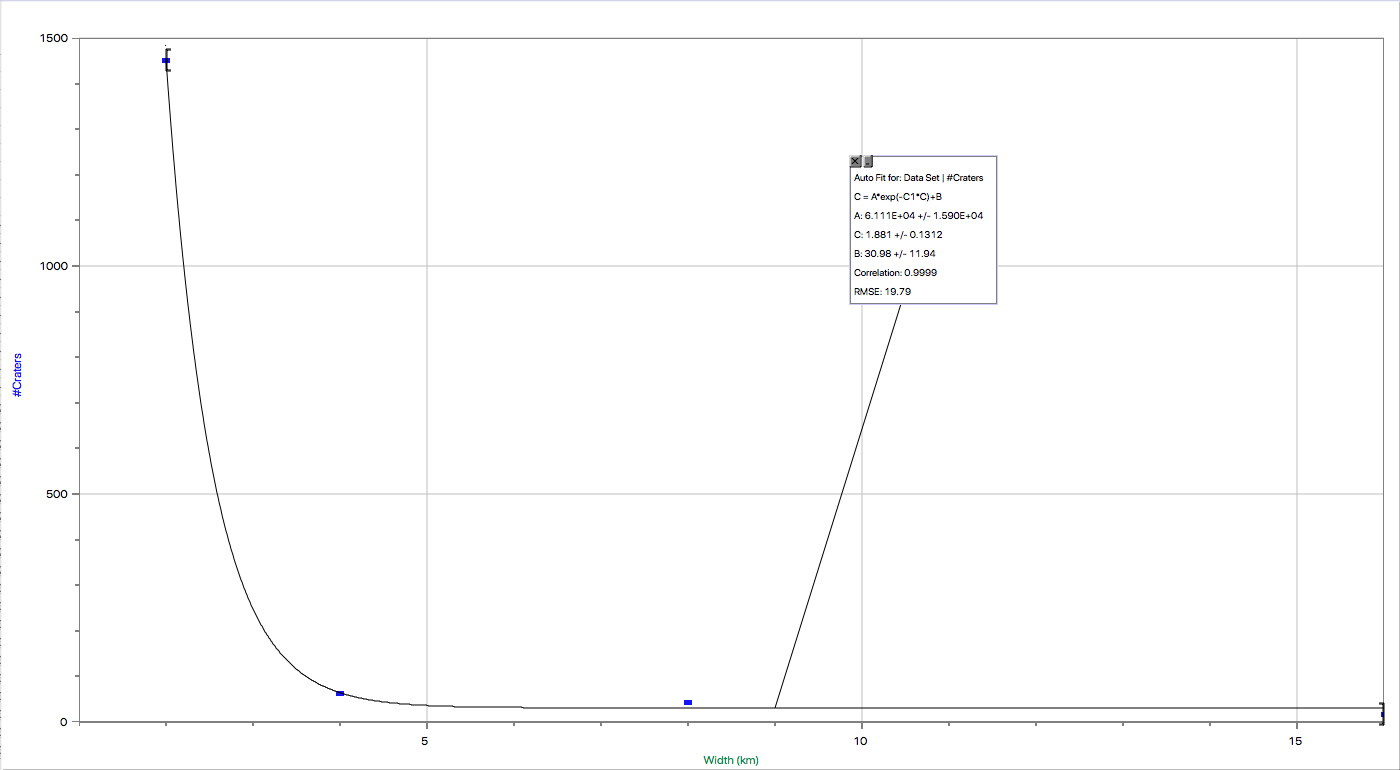 1500
Auto Fit for: Data Set | #Craters
C = A*exp(-C1*C)+B
A: 6.111E+04 +/- 1.590E+04
C: 1.881 +/- 0.1312
B: 30.98 +/- 11.94
Correlation: 0.9999
RMSE: 19.79
1000
#Craters
500
0
5
10
15
Width (km)